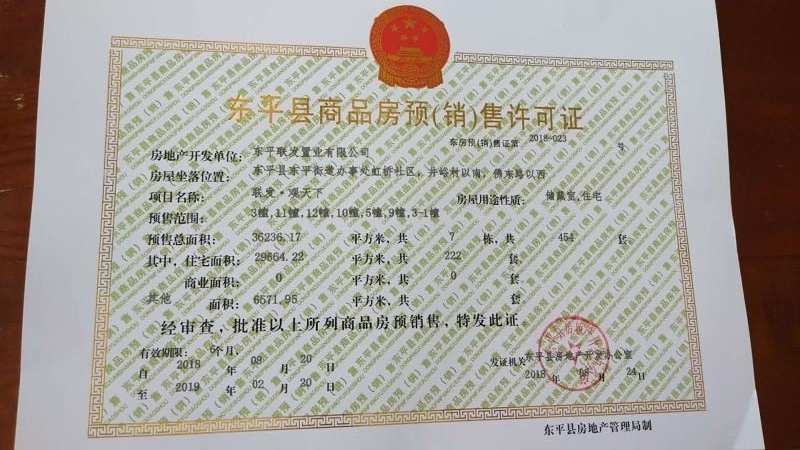 东平县商品房预(销)售许可证
东房预(销)售证第 2018-023 号
房地产开发单位: 东平联发置业有限公司
房屋坐落位置: 东平县东平街道办事处虹桥社区,井峪村以南,佛东路以西
项目名称: 联发·观天下 房屋用途性质: 储藏室,住宅
预售范围: 3幢,11幢,12幢,10幢,5幢,9幢,3-1幢
预售总面积: 36236.17 平方米,共 7 栋,共 454 套
其中,住宅面积: 29664.22 平方米,共 222 套
商业面积: 0 平方米,共 0 套
其他 面积: 6571.95 平方米,共 套
经审查,批准以上所列商品房预销售,特发此证。
有效期限: 6个月,
自 2018 年 08 月 20 日
发证机关 东平县房地产开发办公室
至 2019 年 02 月 20 日
2018 年 08 月 24日
东平县房地产管理局制